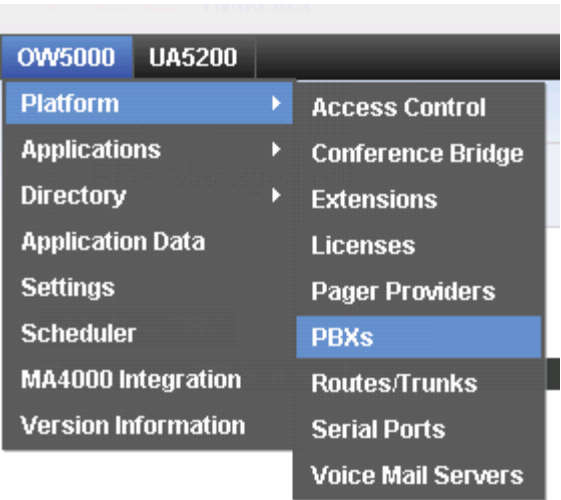 OW5000 UA5200
Platform
Applications
Directory
Application Data
Settings
Scheduler
MA4000 Integration
Version Information
Access Control
Conference Bridge
Extensions
Licenses
Pager Providers
PBXs
Routes/Trunks
Serial Ports
Voice Mail Servers